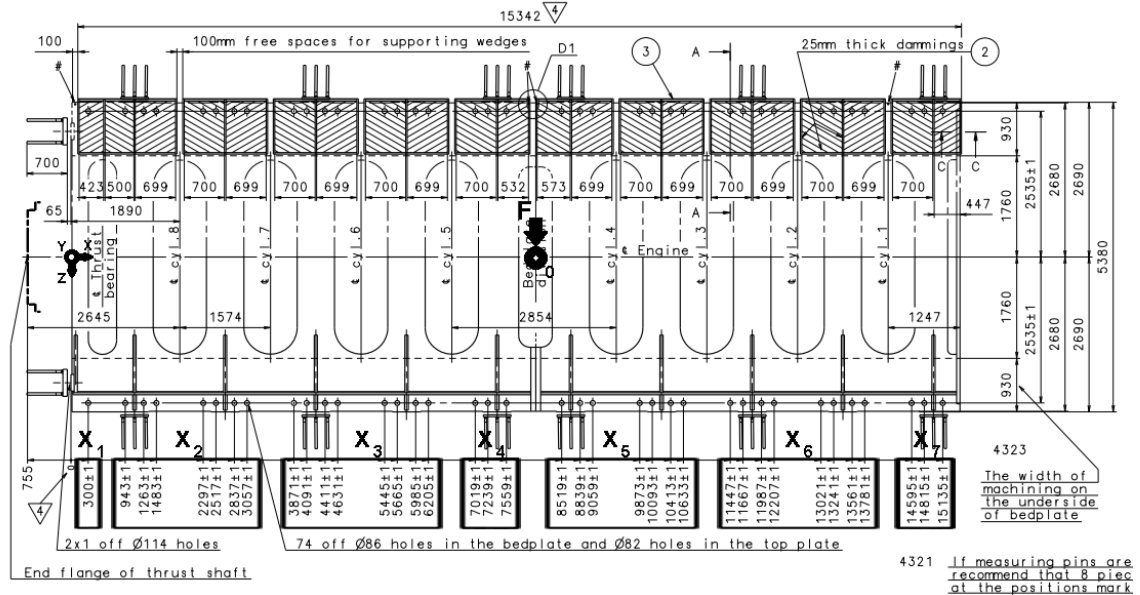 15342
4
100
100mm free spaces for supporting wedges
D1
3
A
25mm thick dammings
2
#
#
#
700
423 500 699 700 699 700 699 700 699 700 532 573 699 700 699 700 699 700
C C
930
1760
2535±1
2680
2690
5380
447
65
1890
F
A
Y X
Z
O
¢ Thrust
bearing
¢ cyl. 8
¢ cyl. 7
¢ cyl. 6
¢ cyl. 5
¢ cyl. 4
¢ cyl. 3
¢ cyl. 2
¢ cyl. 1
¢ Engine
2645
1574
2854
1247
1760
2535±1
2680
2690
930
X1 X2 X3 X4 X5 X6 X7
755
0
300±1
943±1
1263±1
1483±1
2297±1
2517±1
2837±1
3057±1
3871±1
4091±1
4411±1
4631±1
5445±1
5665±1
5985±1
6205±1
7019±1
7239±1
7559±1
8519±1
8839±1
9059±1
9873±1
10093±1
10413±1
10633±1
11447±1
11667±1
11987±1
12207±1
13021±1
13241±1
13561±1
13781±1
14595±1
14815±1
15135±1
4323
The width of
machining on
the underside
of bedplate
4
2x1 off Ø114 holes
74 off Ø86 holes in the bedplate and Ø82 holes in the top plate
End flange of thrust shaft
4321 If measuring pins are
recommend that 8 piec
at the positions mark